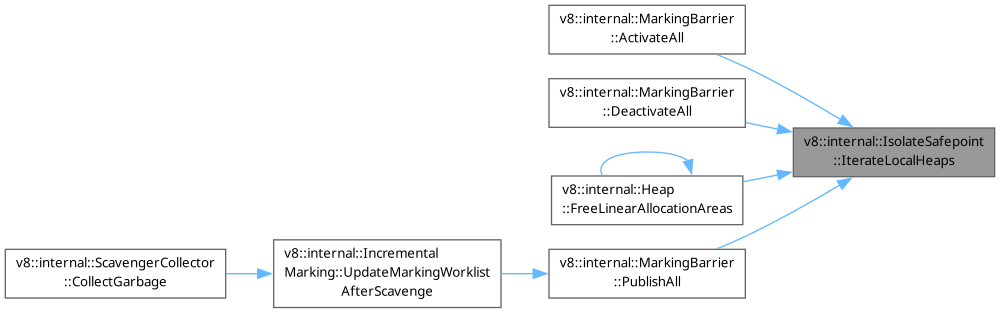 v8::internal::MarkingBarrier
::ActivateAll
v8::internal::MarkingBarrier
::DeactivateAll
v8::internal::IsolateSafepoint
::IterateLocalHeaps
v8::internal::Heap
::FreeLinearAllocationAreas
v8::internal::ScavengerCollector
::CollectGarbage
v8::internal::Incremental
Marking::UpdateMarkingWorklist
AfterScavenge
v8::internal::MarkingBarrier
::PublishAll